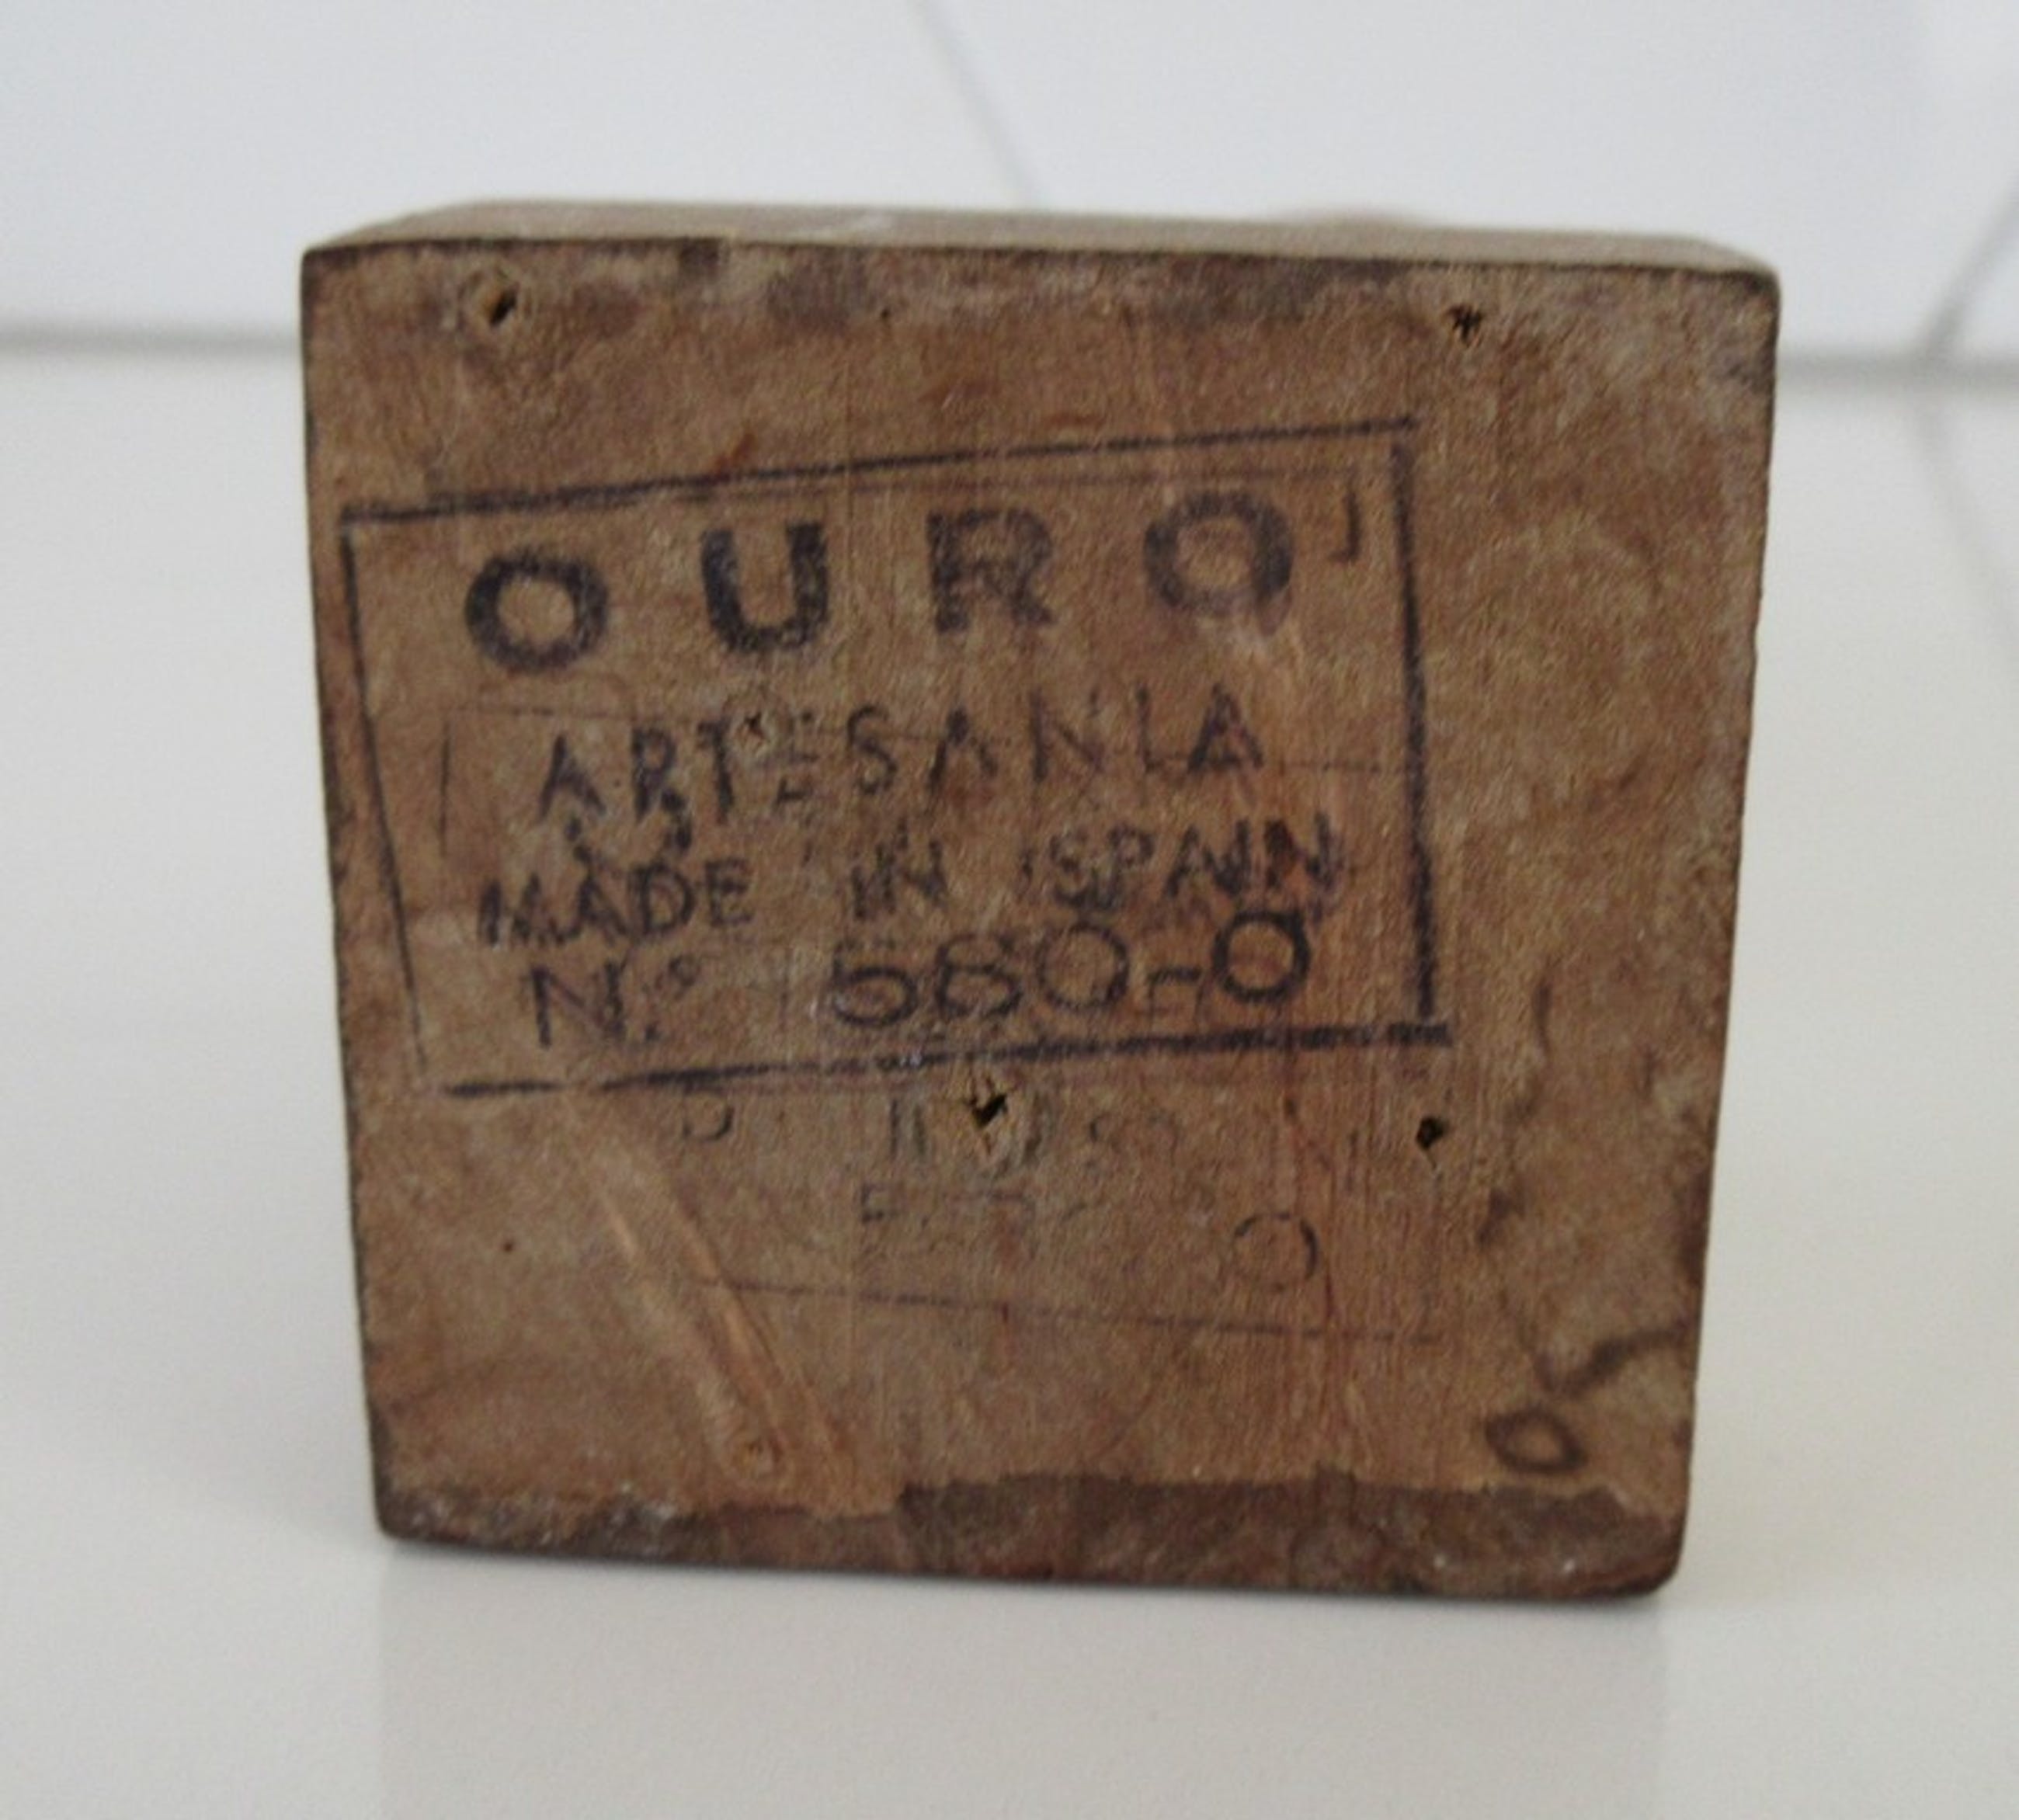 OURO
ARTESANIA
MADE IN SPAIN
N.º 560-0